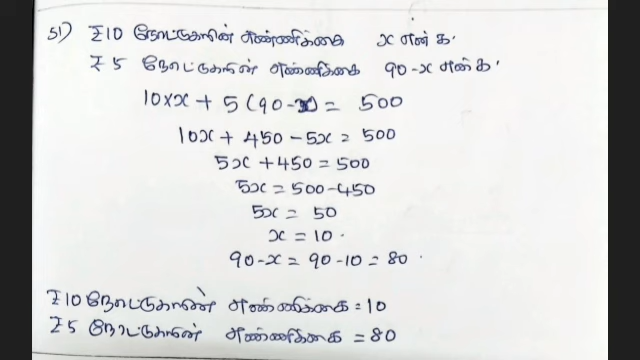 51) ₹10 நோட்டுகளின் எண்ணிக்கை x என்க.
₹5 நோட்டுகளின் எண்ணிக்கை 90-x என்க.
10×x + 5(90-x) = 500
10x + 450 - 5x = 500
5x + 450 = 500
5x = 500-450
5x = 50
x = 10.
90-x = 90-10 = 80.
₹10 நோட்டுகளின் எண்ணிக்கை = 10
₹5 நோட்டுகளின் எண்ணிக்கை = 80